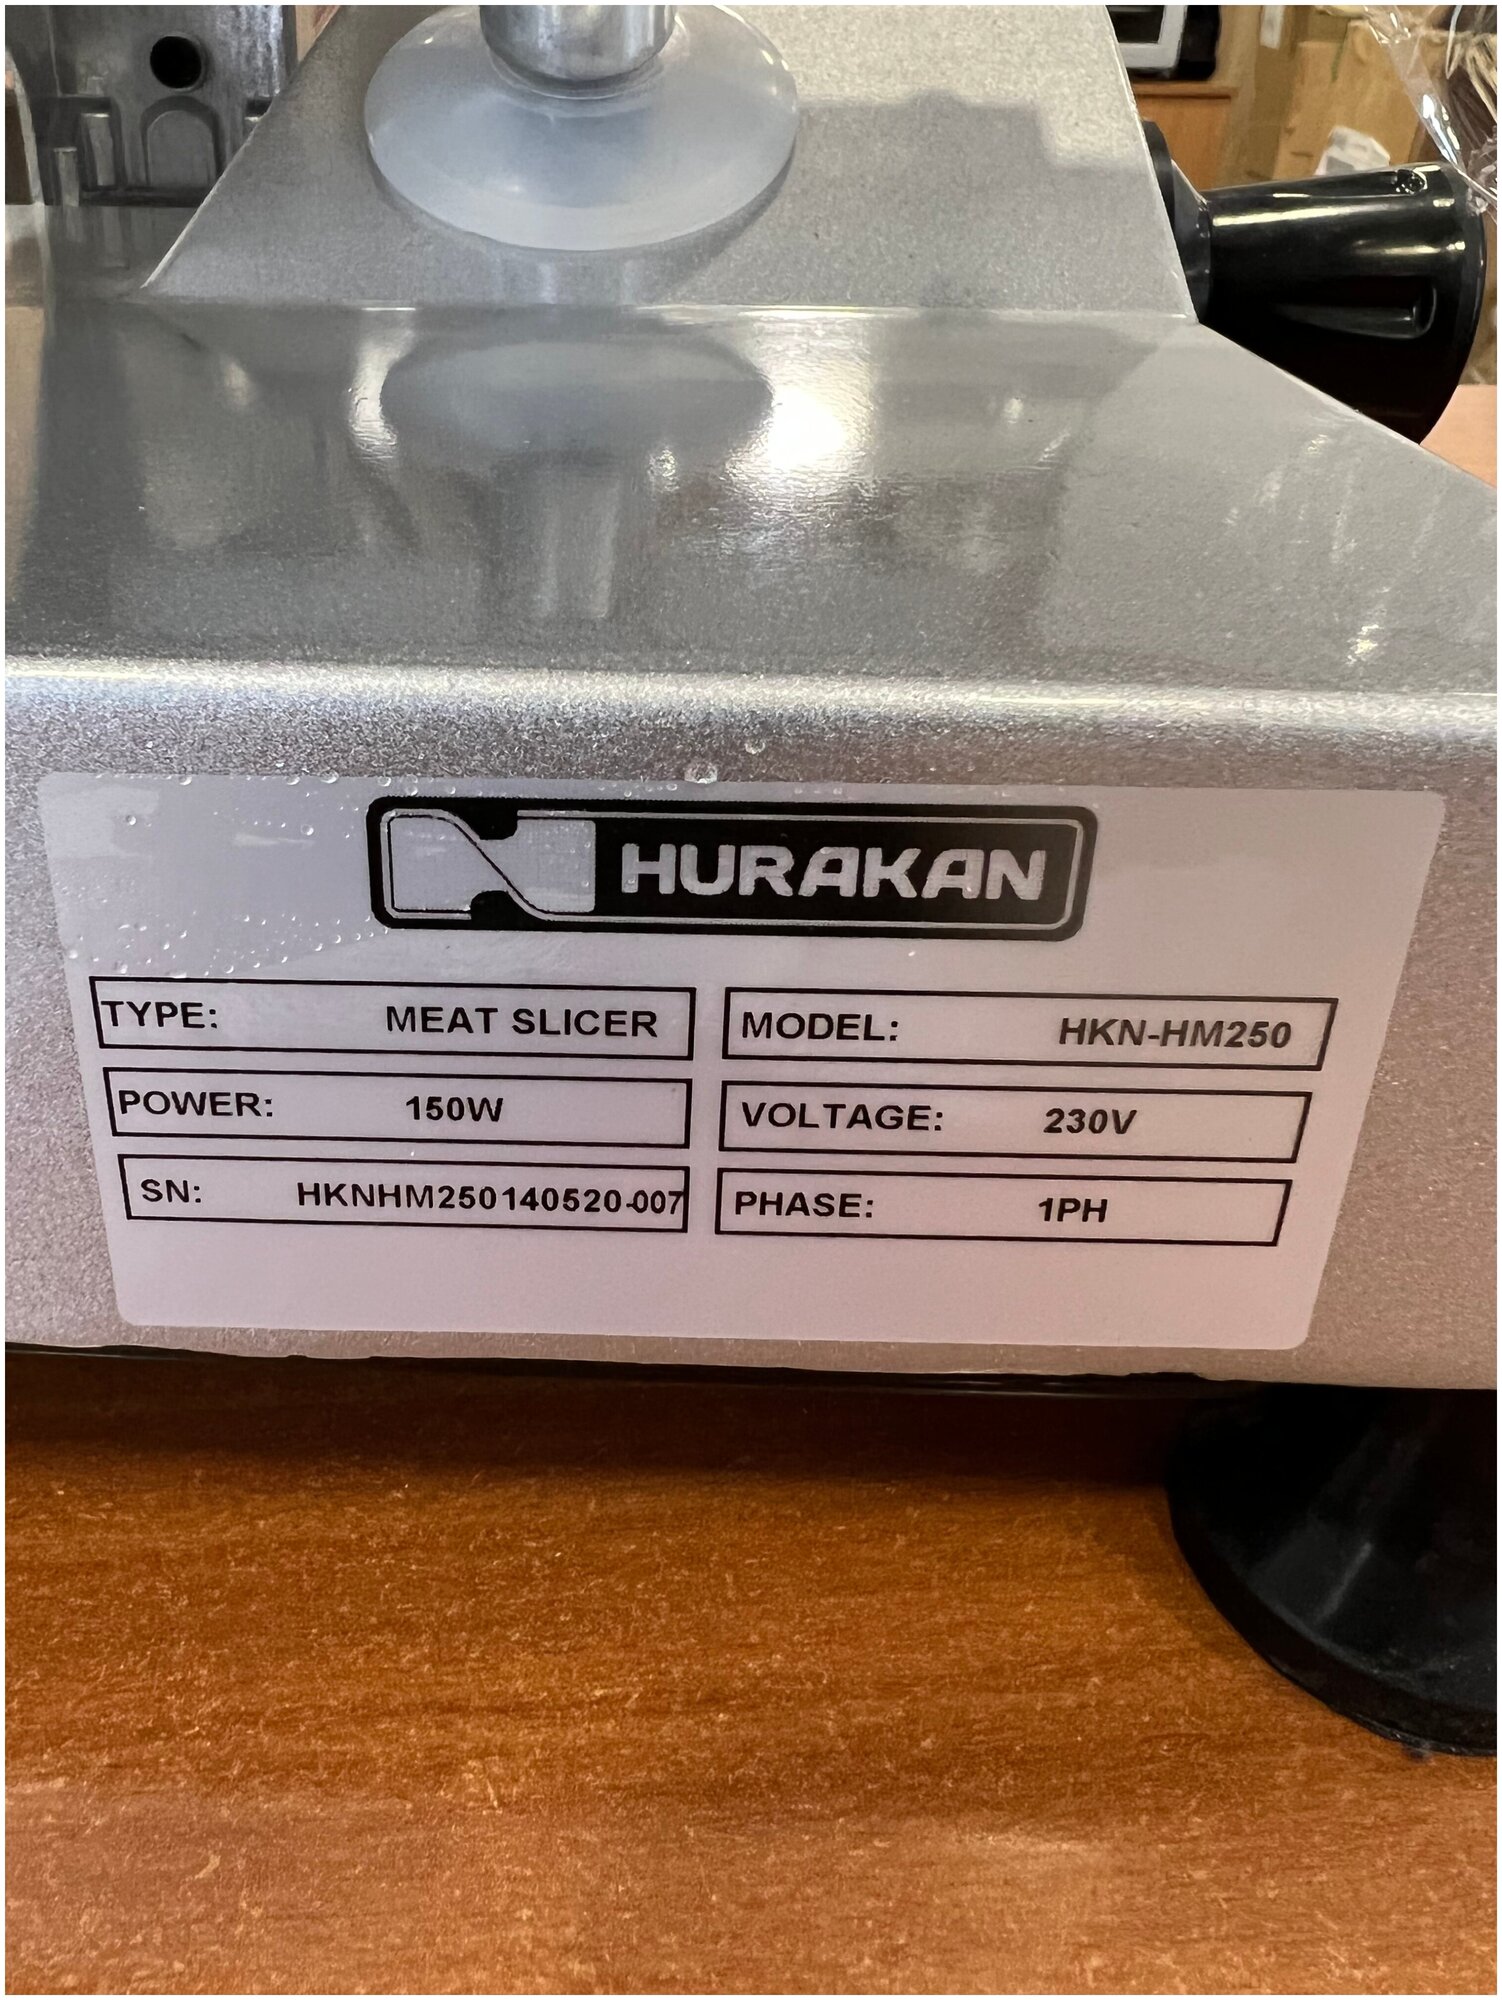 HURAKAN
TYPE: MEAT SLICER MODEL: HKN-HM250
POWER: 150W VOLTAGE: 230V
SN: HKNHM250140520-007 PHASE: 1PH